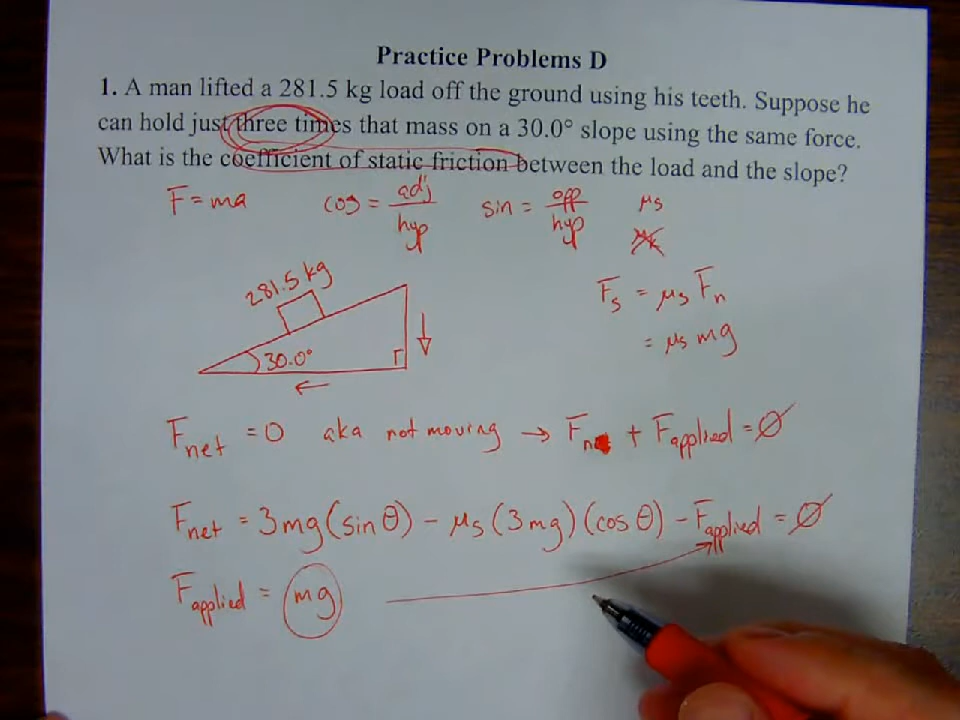 Practice Problems D
1. A man lifted a 281.5 kg load off the ground using his teeth. Suppose he
can hold just three times that mass on a 30.0° slope using the same force.
What is the coefficient of static friction between the load and the slope?
F = ma cos = adj/hyp sin = opp/hyp μs
μk
281.5 kg
30.0°
Fs = μs Fn
= μs mg
Fnet = 0 aka not moving → Fn + Fapplied = Ø
Fnet = 3mg(sin θ) - μs (3mg)(cos θ) - Fapplied = Ø
Fapplied = mg